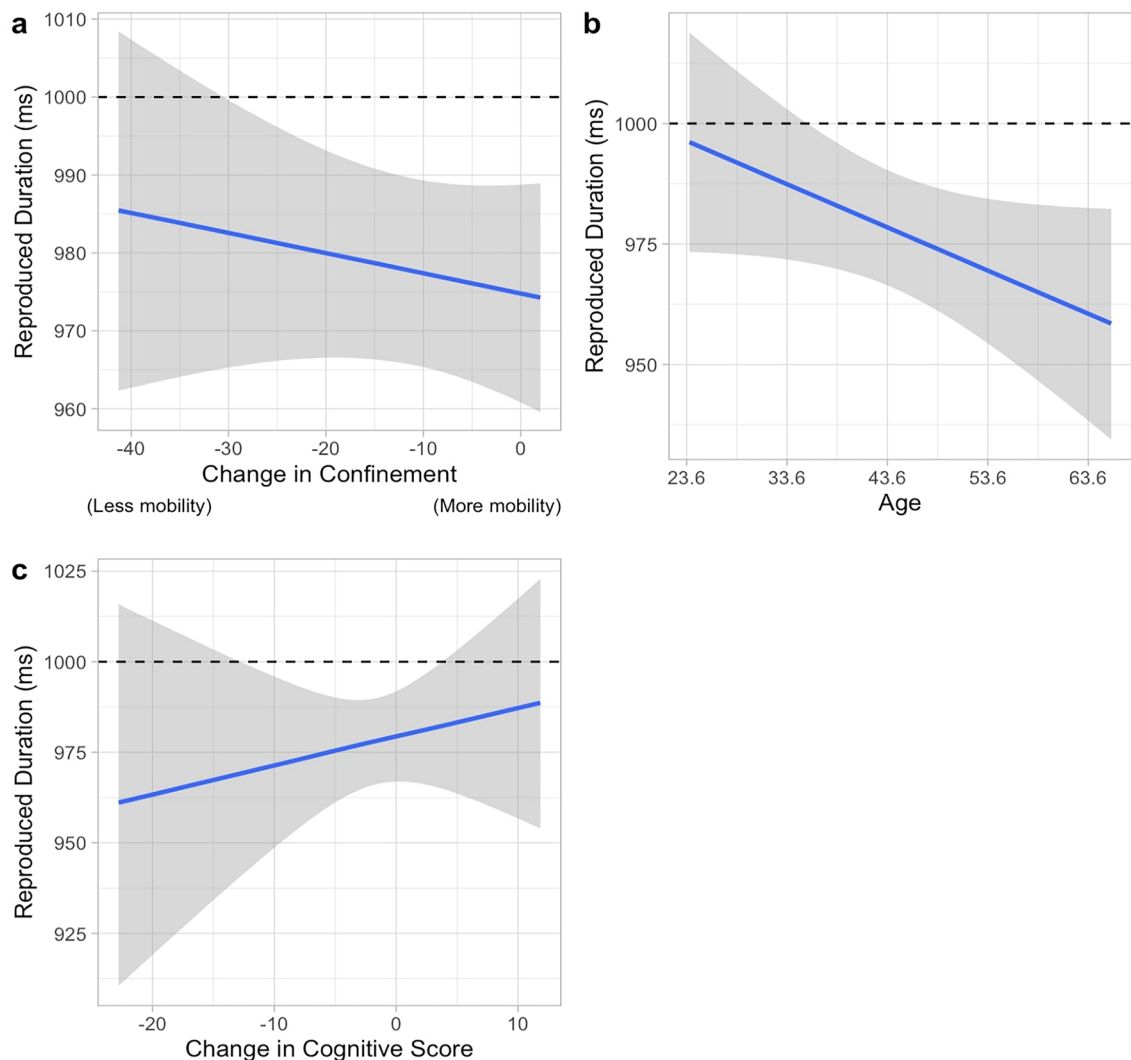 a
Reproduced Duration (ms)
1010
1000
990
980
970
960
-40 -30 -20 -10 0
Change in Confinement
(Less mobility) (More mobility)
b
Reproduced Duration (ms)
1000
975
950
23.6 33.6 43.6 53.6 63.6
Age
c
Reproduced Duration (ms)
1025
1000
975
950
925
-20 -10 0 10
Change in Cognitive Score